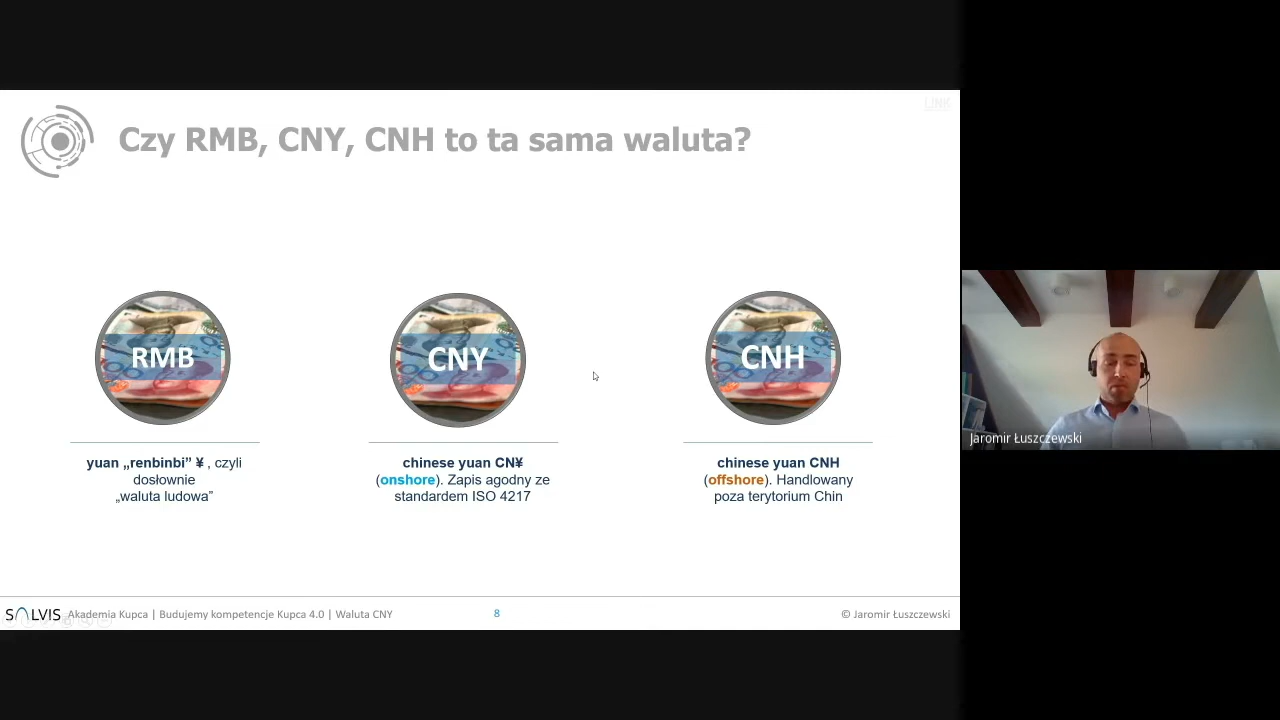 LINK
Czy RMB, CNY, CNH to ta sama waluta?
RMB
yuan „renbinbi” ¥ , czyli
dosłownie
„waluta ludowa”
CNY
chinese yuan CN¥
(onshore). Zapis agodny ze
standardem ISO 4217
CNH
chinese yuan CNH
(offshore). Handlowany
poza terytorium Chin
Jaromir Łuszczewski
SALVIS Akademia Kupca | Budujemy kompetencje Kupca 4.0 | Waluta CNY
8
© Jaromir Łuszczewski